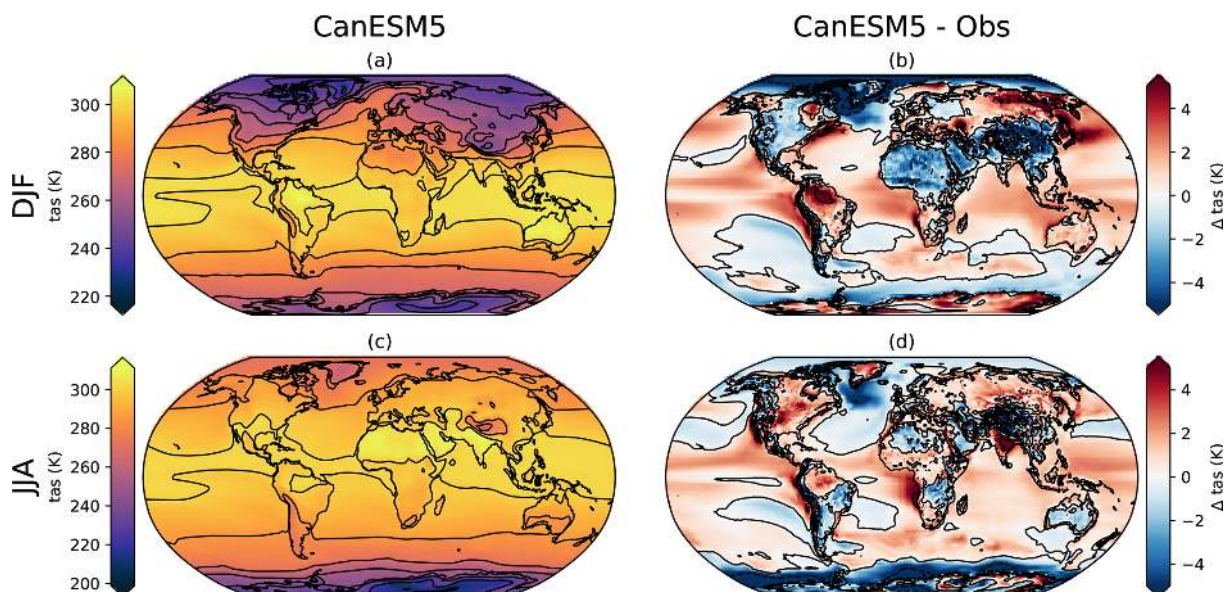 CanESM5
CanESM5 - Obs
(a)
(b)
DJF
tas (K)
300
280
260
240
220
Δ tas (K)
4
2
0
−2
−4
(c)
(d)
JJA
tas (K)
300
280
260
240
220
200
Δ tas (K)
4
2
0
−2
−4